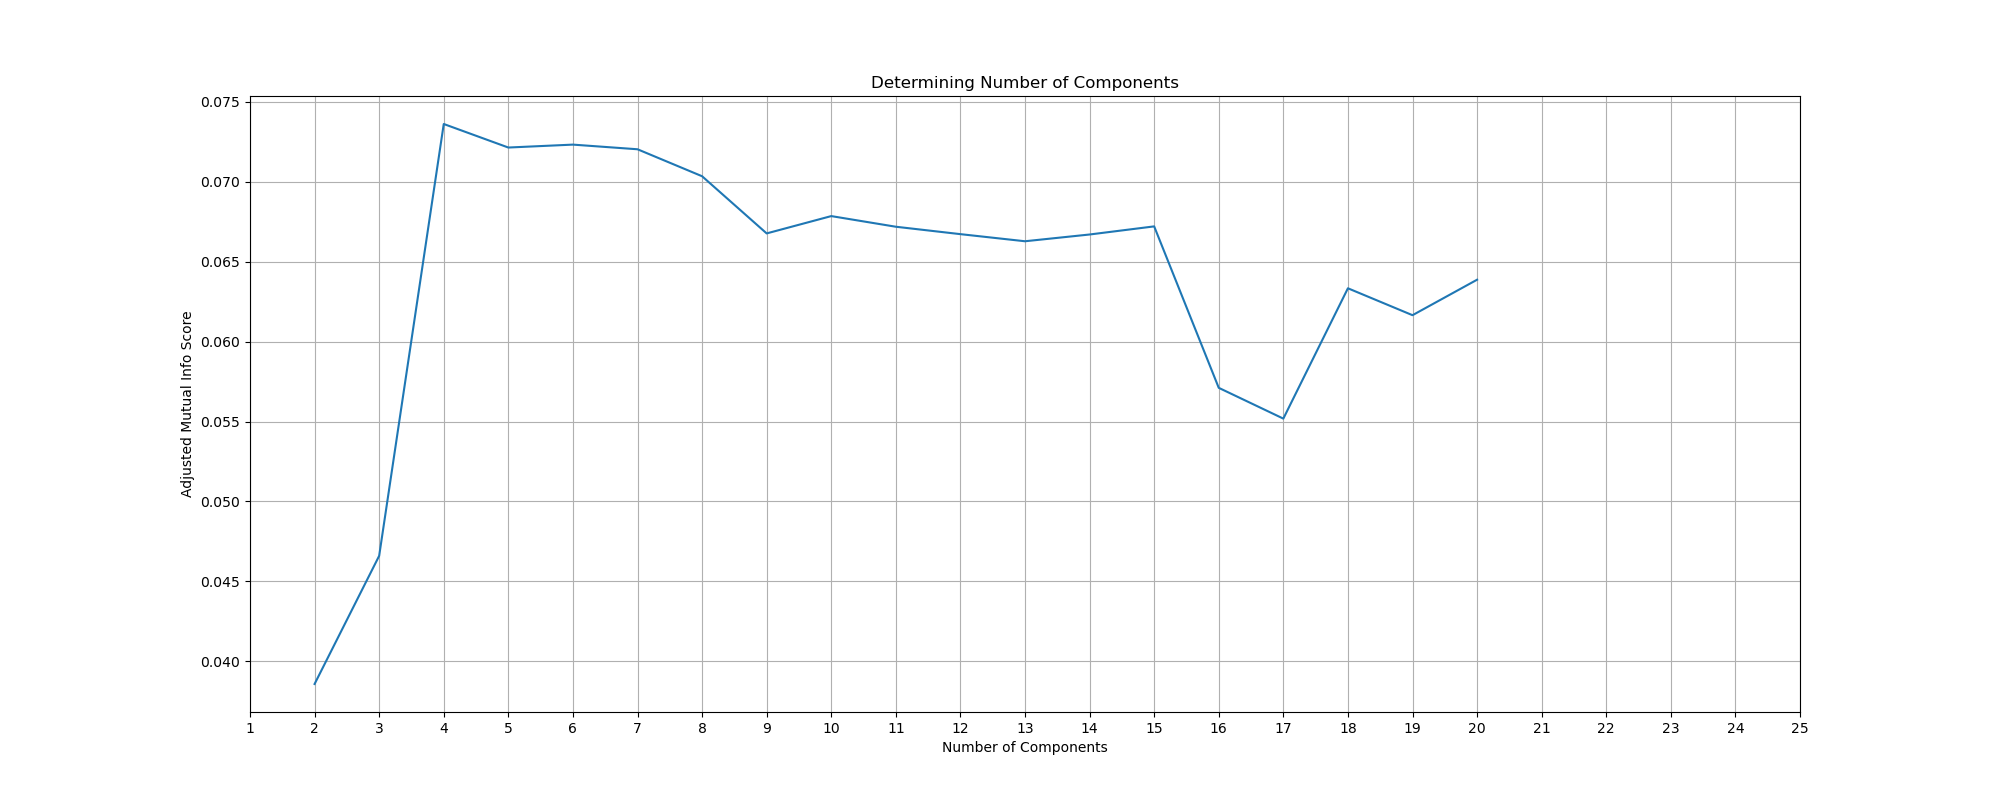 Determining Number of Components
Adjusted Mutual Info Score
0.075
0.070
0.065
0.060
0.055
0.050
0.045
0.040
1 2 3 4 5 6 7 8 9 10 11 12 13 14 15 16 17 18 19 20 21 22 23 24 25
Number of Components